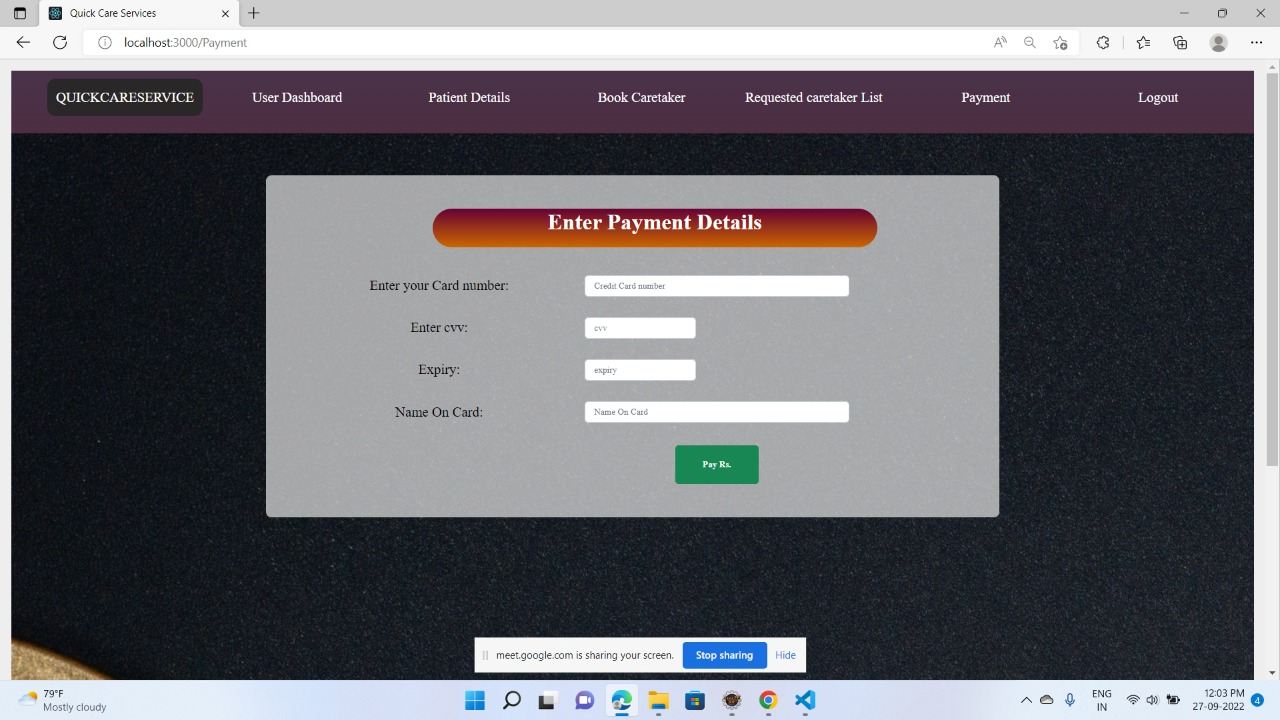 Quick Care Services
localhost:3000/Payment
QUICKCARESERVICE User Dashboard Patient Details Book Caretaker Requested caretaker List Payment Logout
Enter Payment Details
Enter your Card number: Credit Card number
Enter cvv: cvv
Expiry: expiry
Name On Card: Name On Card
Pay Rs.
meet.google.com is sharing your screen. Stop sharing Hide
79°F
Mostly cloudy
ENG
IN
12:03 PM
27-09-2022
4